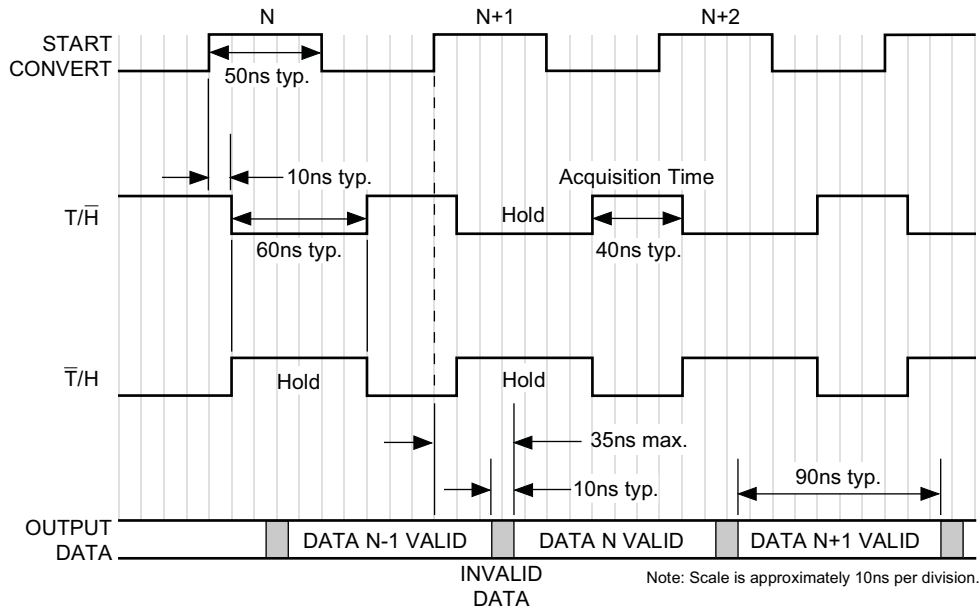 N
N+1
N+2
START
CONVERT
50ns typ.
10ns typ.
Acquisition Time
T/H̅
Hold
60ns typ.
40ns typ.
T̅/H
Hold
Hold
35ns max.
10ns typ.
90ns typ.
OUTPUT
DATA
DATA N-1 VALID
DATA N VALID
DATA N+1 VALID
INVALID
DATA
Note: Scale is approximately 10ns per division.